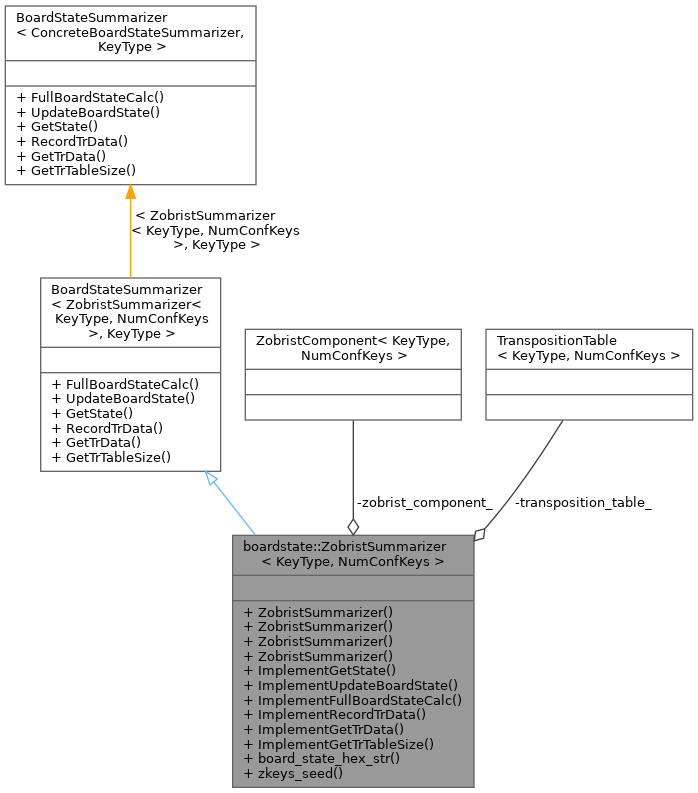 BoardStateSummarizer
< ConcreteBoardStateSummarizer,
KeyType >
+ FullBoardStateCalc()
+ UpdateBoardState()
+ GetState()
+ RecordTrData()
+ GetTrData()
+ GetTrTableSize()
< ZobristSummarizer
< KeyType, NumConfKeys
>, KeyType >
BoardStateSummarizer
< ZobristSummarizer<
KeyType, NumConfKeys
>, KeyType >
+ FullBoardStateCalc()
+ UpdateBoardState()
+ GetState()
+ RecordTrData()
+ GetTrData()
+ GetTrTableSize()
ZobristComponent< KeyType,
NumConfKeys >
TranspositionTable
< KeyType, NumConfKeys >
-zobrist_component_
-transposition_table_
boardstate::ZobristSummarizer
< KeyType, NumConfKeys >
+ ZobristSummarizer()
+ ZobristSummarizer()
+ ZobristSummarizer()
+ ZobristSummarizer()
+ ImplementGetState()
+ ImplementUpdateBoardState()
+ ImplementFullBoardStateCalc()
+ ImplementRecordTrData()
+ ImplementGetTrData()
+ ImplementGetTrTableSize()
+ board_state_hex_str()
+ zkeys_seed()